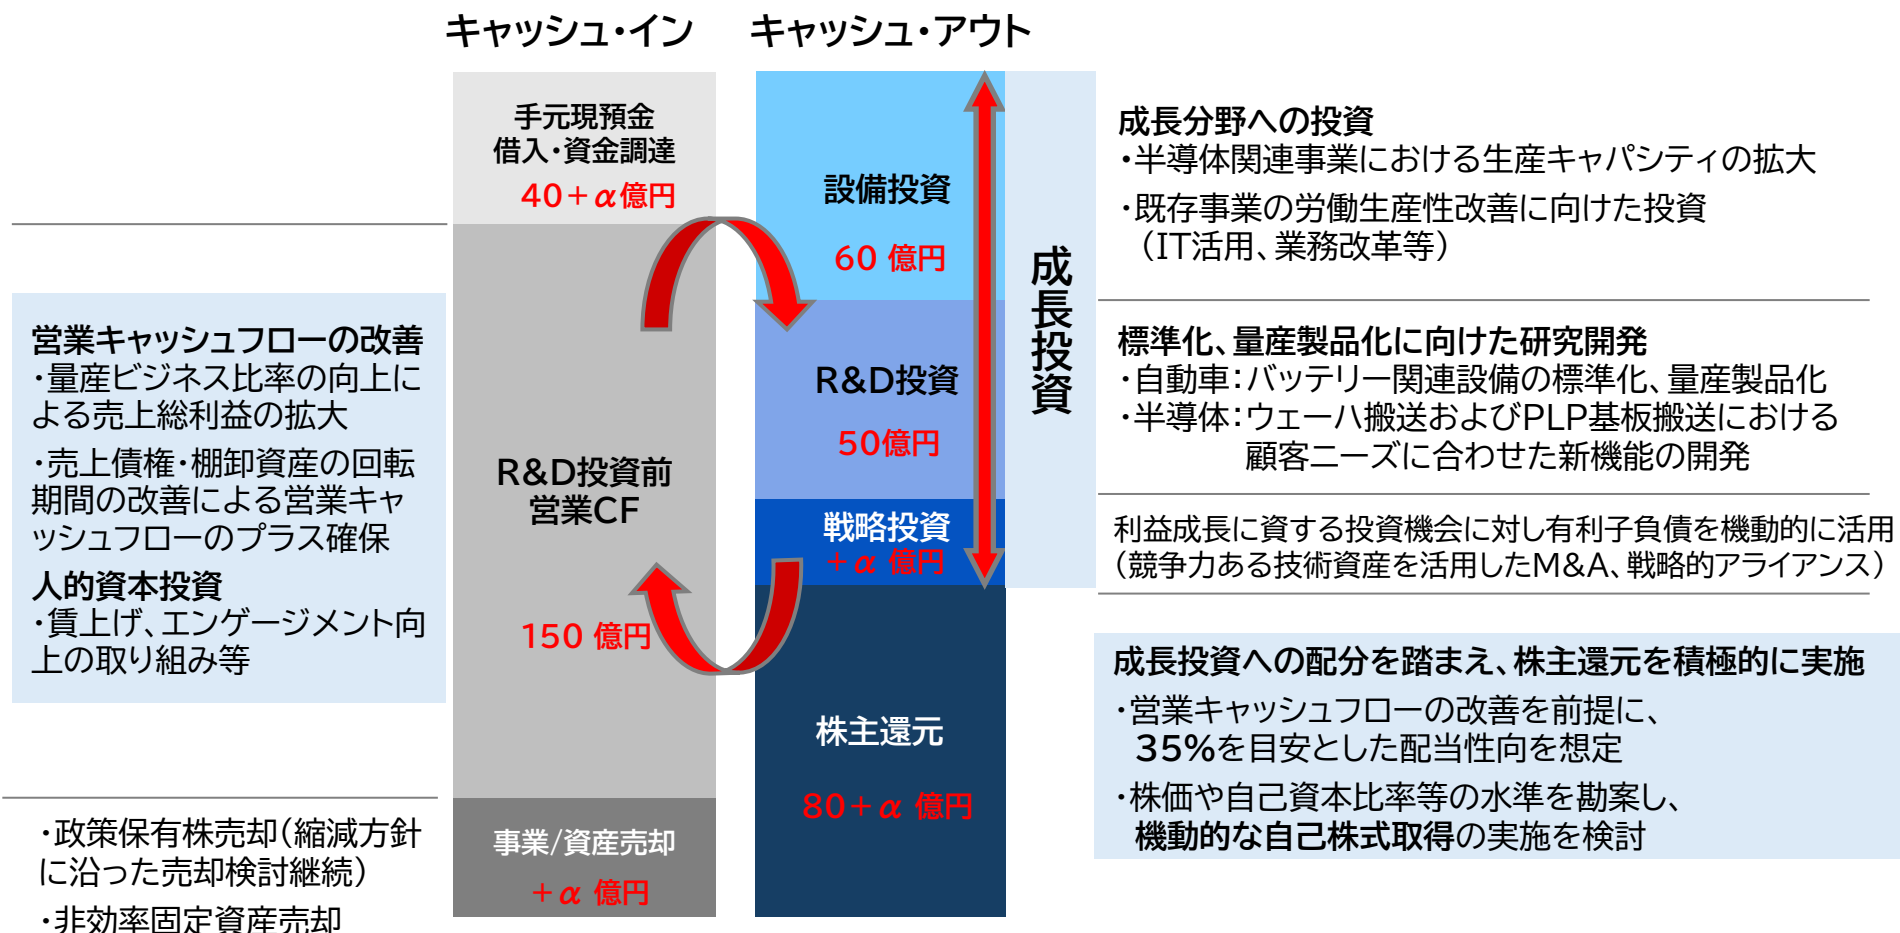 キャッシュ・イン
キャッシュ・アウト
手元現預金
借入・資金調達
40+α億円
R&D投資前
営業CF
150 億円
事業/資産売却
+α 億円
設備投資
60 億円
R&D投資
50億円
戦略投資
+α 億円
株主還元
80+α 億円
成長投資
営業キャッシュフローの改善
・量産ビジネス比率の向上に
よる売上総利益の拡大
・売上債権・棚卸資産の回転
期間の改善による営業キャ
ッシュフローのプラス確保
人的資本投資
・賃上げ、エンゲージメント向
上の取り組み等
・政策保有株売却(縮減方針
に沿った売却検討継続)
・非効率固定資産売却
成長分野への投資
・半導体関連事業における生産キャパシティの拡大
・既存事業の労働生産性改善に向けた投資
(IT活用、業務改革等)
標準化、量産製品化に向けた研究開発
・自動車:バッテリー関連設備の標準化、量産製品化
・半導体:ウェーハ搬送およびPLP基板搬送における
顧客ニーズに合わせた新機能の開発
利益成長に資する投資機会に対し有利子負債を機動的に活用
(競争力ある技術資産を活用したM&A、戦略的アライアンス)
成長投資への配分を踏まえ、株主還元を積極的に実施
・営業キャッシュフローの改善を前提に、
35%を目安とした配当性向を想定
・株価や自己資本比率等の水準を勘案し、
機動的な自己株式取得の実施を検討